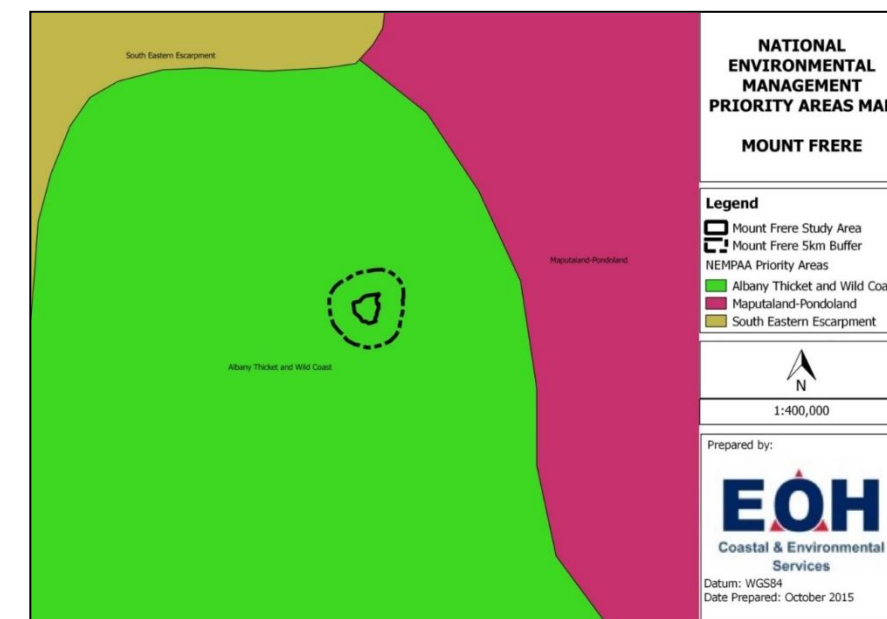 South Eastern Escarpment
Maputaland-Pondoland
Albany Thicket and Wild Coast
NATIONAL
ENVIRONMENTAL
MANAGEMENT
PRIORITY AREAS MA
MOUNT FRERE
Legend
Mount Frere Study Area
Mount Frere 5km Buffer
NEMPAA Priority Areas
Albany Thicket and Wild Coa
Maputaland-Pondoland
South Eastern Escarpment
N
1:400,000
Prepared by:
EOH
Coastal & Environmental
Services
Datum: WGS84
Date Prepared: October 2015